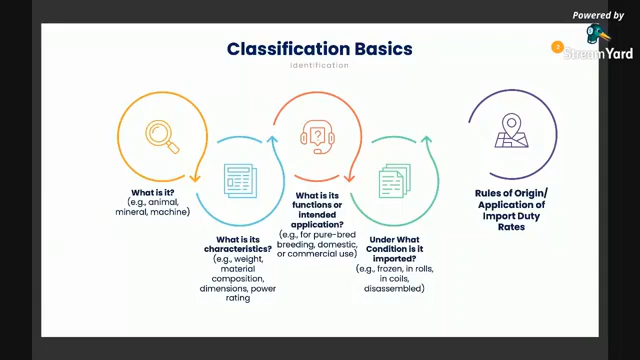 Powered by
StreamYard
Classification Basics
Identification
What is it?
(e.g., animal,
mineral, machine)
What is its
characteristics?
(e.g., weight,
material
composition,
dimensions, power
rating
What is its
functions or
intended
application?
(e.g., for pure-bred
breeding, domestic,
or commercial use)
Under What
Condition is it
imported?
(e.g., frozen, in rolls,
in coils,
disassembled)
Rules of Origin/
Application of
Import Duty
Rates